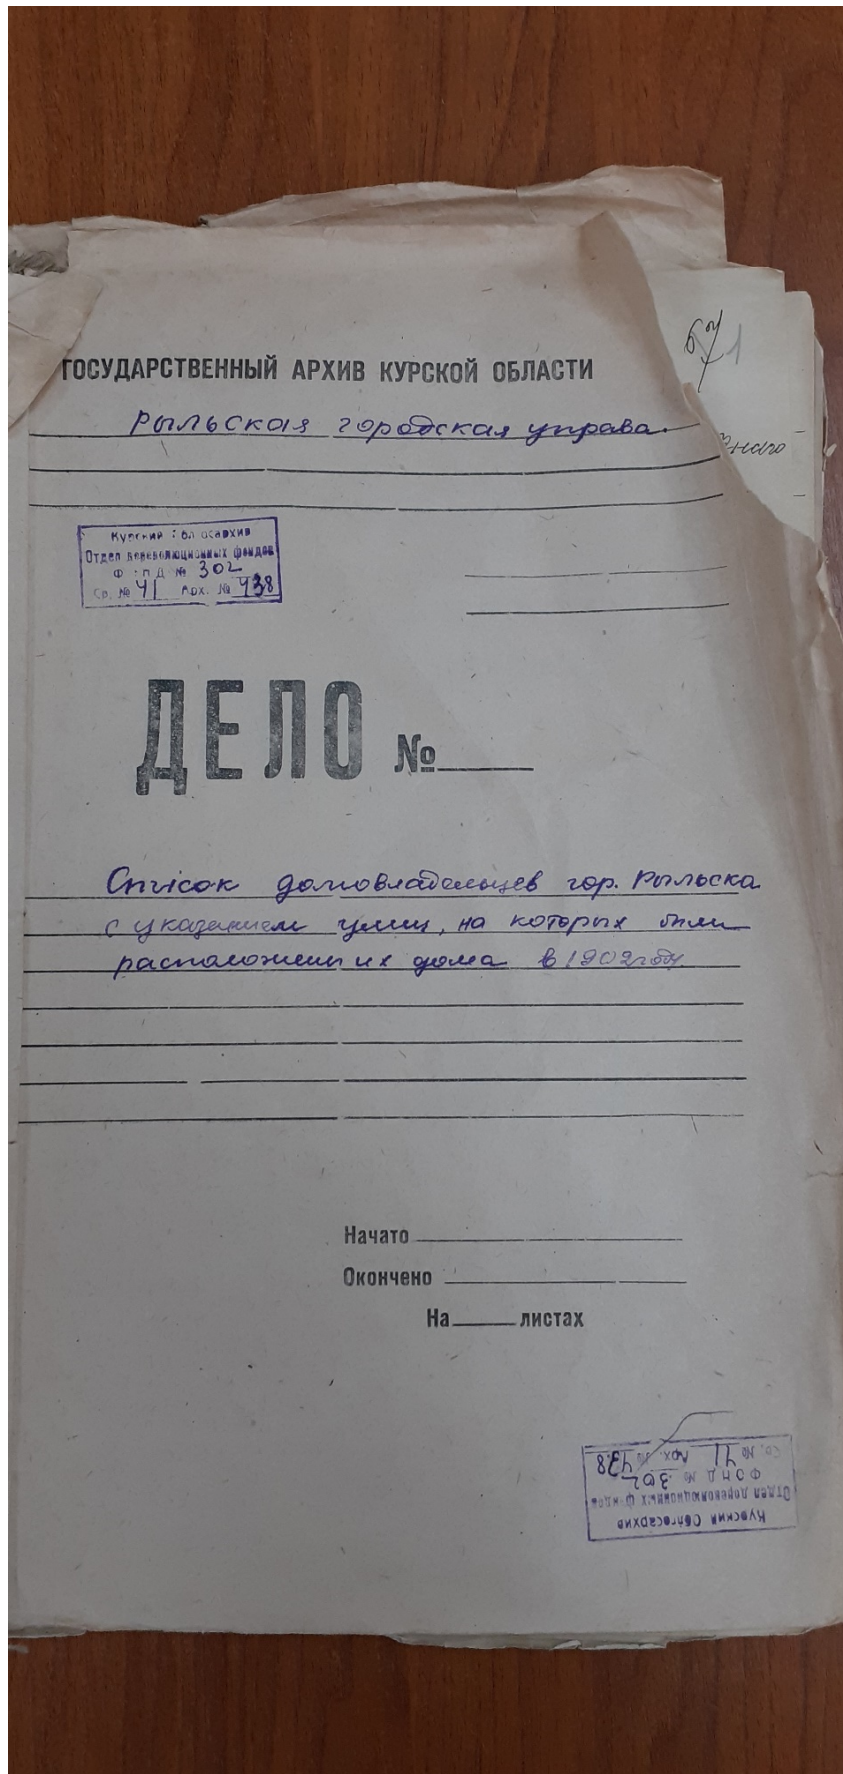 ГОСУДАРСТВЕННЫЙ АРХИВ КУРСКОЙ ОБЛАСТИ
Рыльская городская управа.
Курский Облгосархив
Отдел дореволюционных фондов
ФОНД № 302
Св. № 41 Арх. № 438
ДЕЛО №
Список домовладельцев гор. Рыльска
с указанием улиц, на которых были
расположены их дома в 1902 году
Начато
Окончено
На листах
Св. № 41 Арх. № 438
ФОНД № 302
Отдел дореволюционных фондов
Курский Облгосархив